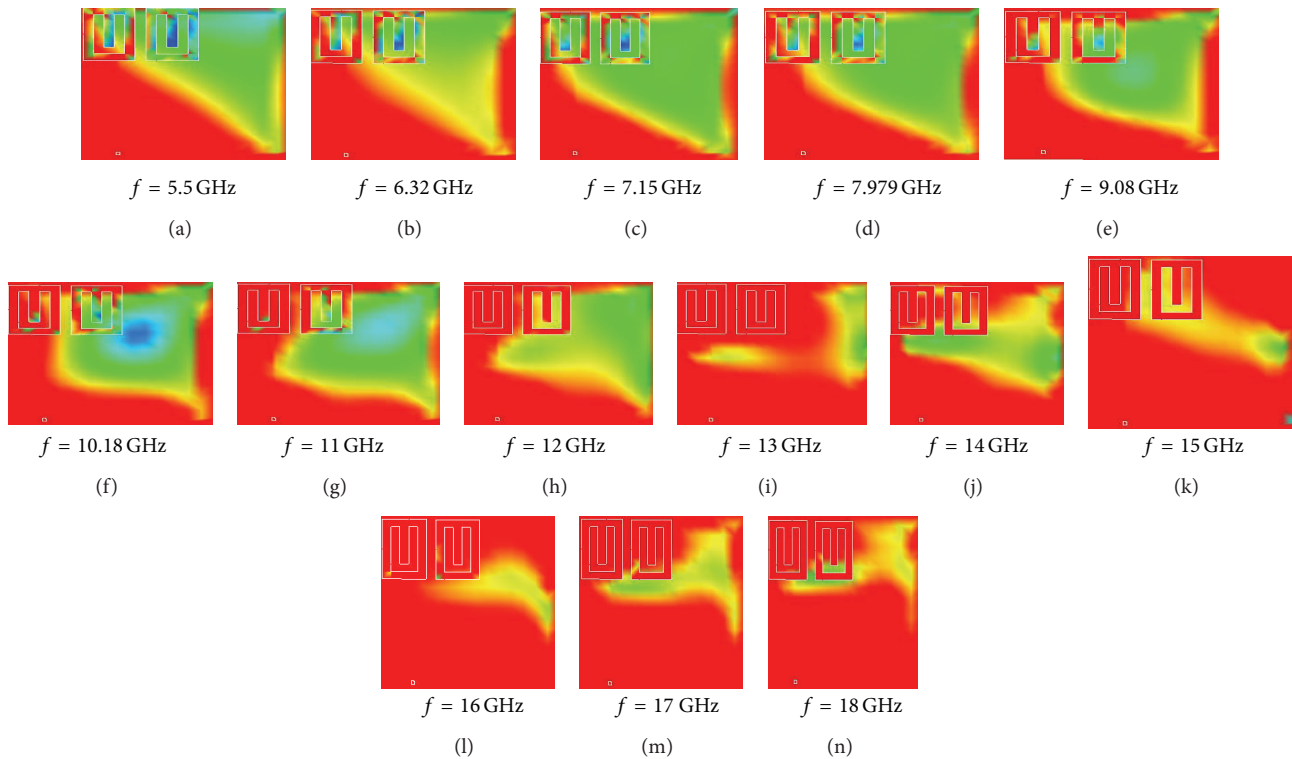 f = 5.5 GHz
f = 6.32 GHz
f = 7.15 GHz
f = 7.979 GHz
f = 9.08 GHz
(a)
(b)
(c)
(d)
(e)
f = 10.18 GHz
f = 11 GHz
f = 12 GHz
f = 13 GHz
f = 14 GHz
f = 15 GHz
(f)
(g)
(h)
(i)
(j)
(k)
f = 16 GHz
f = 17 GHz
f = 18 GHz
(l)
(m)
(n)